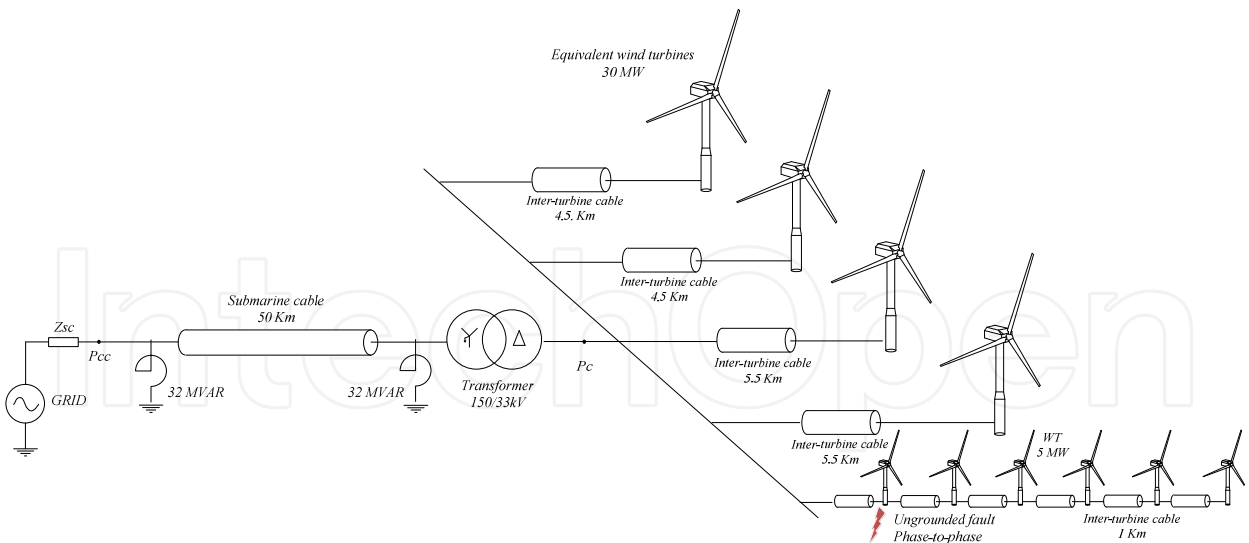 Equivalent wind turbines
30 MW
Inter-turbine cable
4.5. Km
Inter-turbine cable
4.5 Km
Submarine cable
50 Km
Zsc
Pcc
32 MVAR
32 MVAR
GRID
Transformer
150/33kV
Pc
Inter-turbine cable
5.5 Km
Inter-turbine cable
5.5 Km
WT
5 MW
Ungrounded fault
Phase-to-phase
Inter-turbine cable
1 Km
IntechOpen